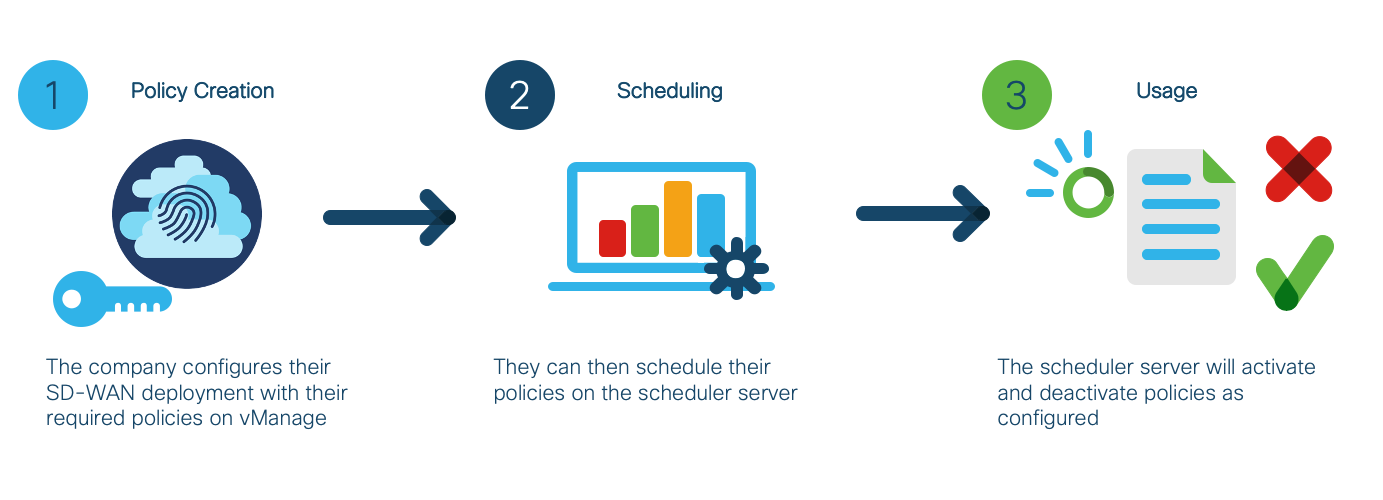 1
Policy Creation
2
Scheduling
3
Usage
The company configures their
SD-WAN deployment with their
required policies on vManage
They can then schedule their
policies on the scheduler server
The scheduler server will activate
and deactivate policies as
configured